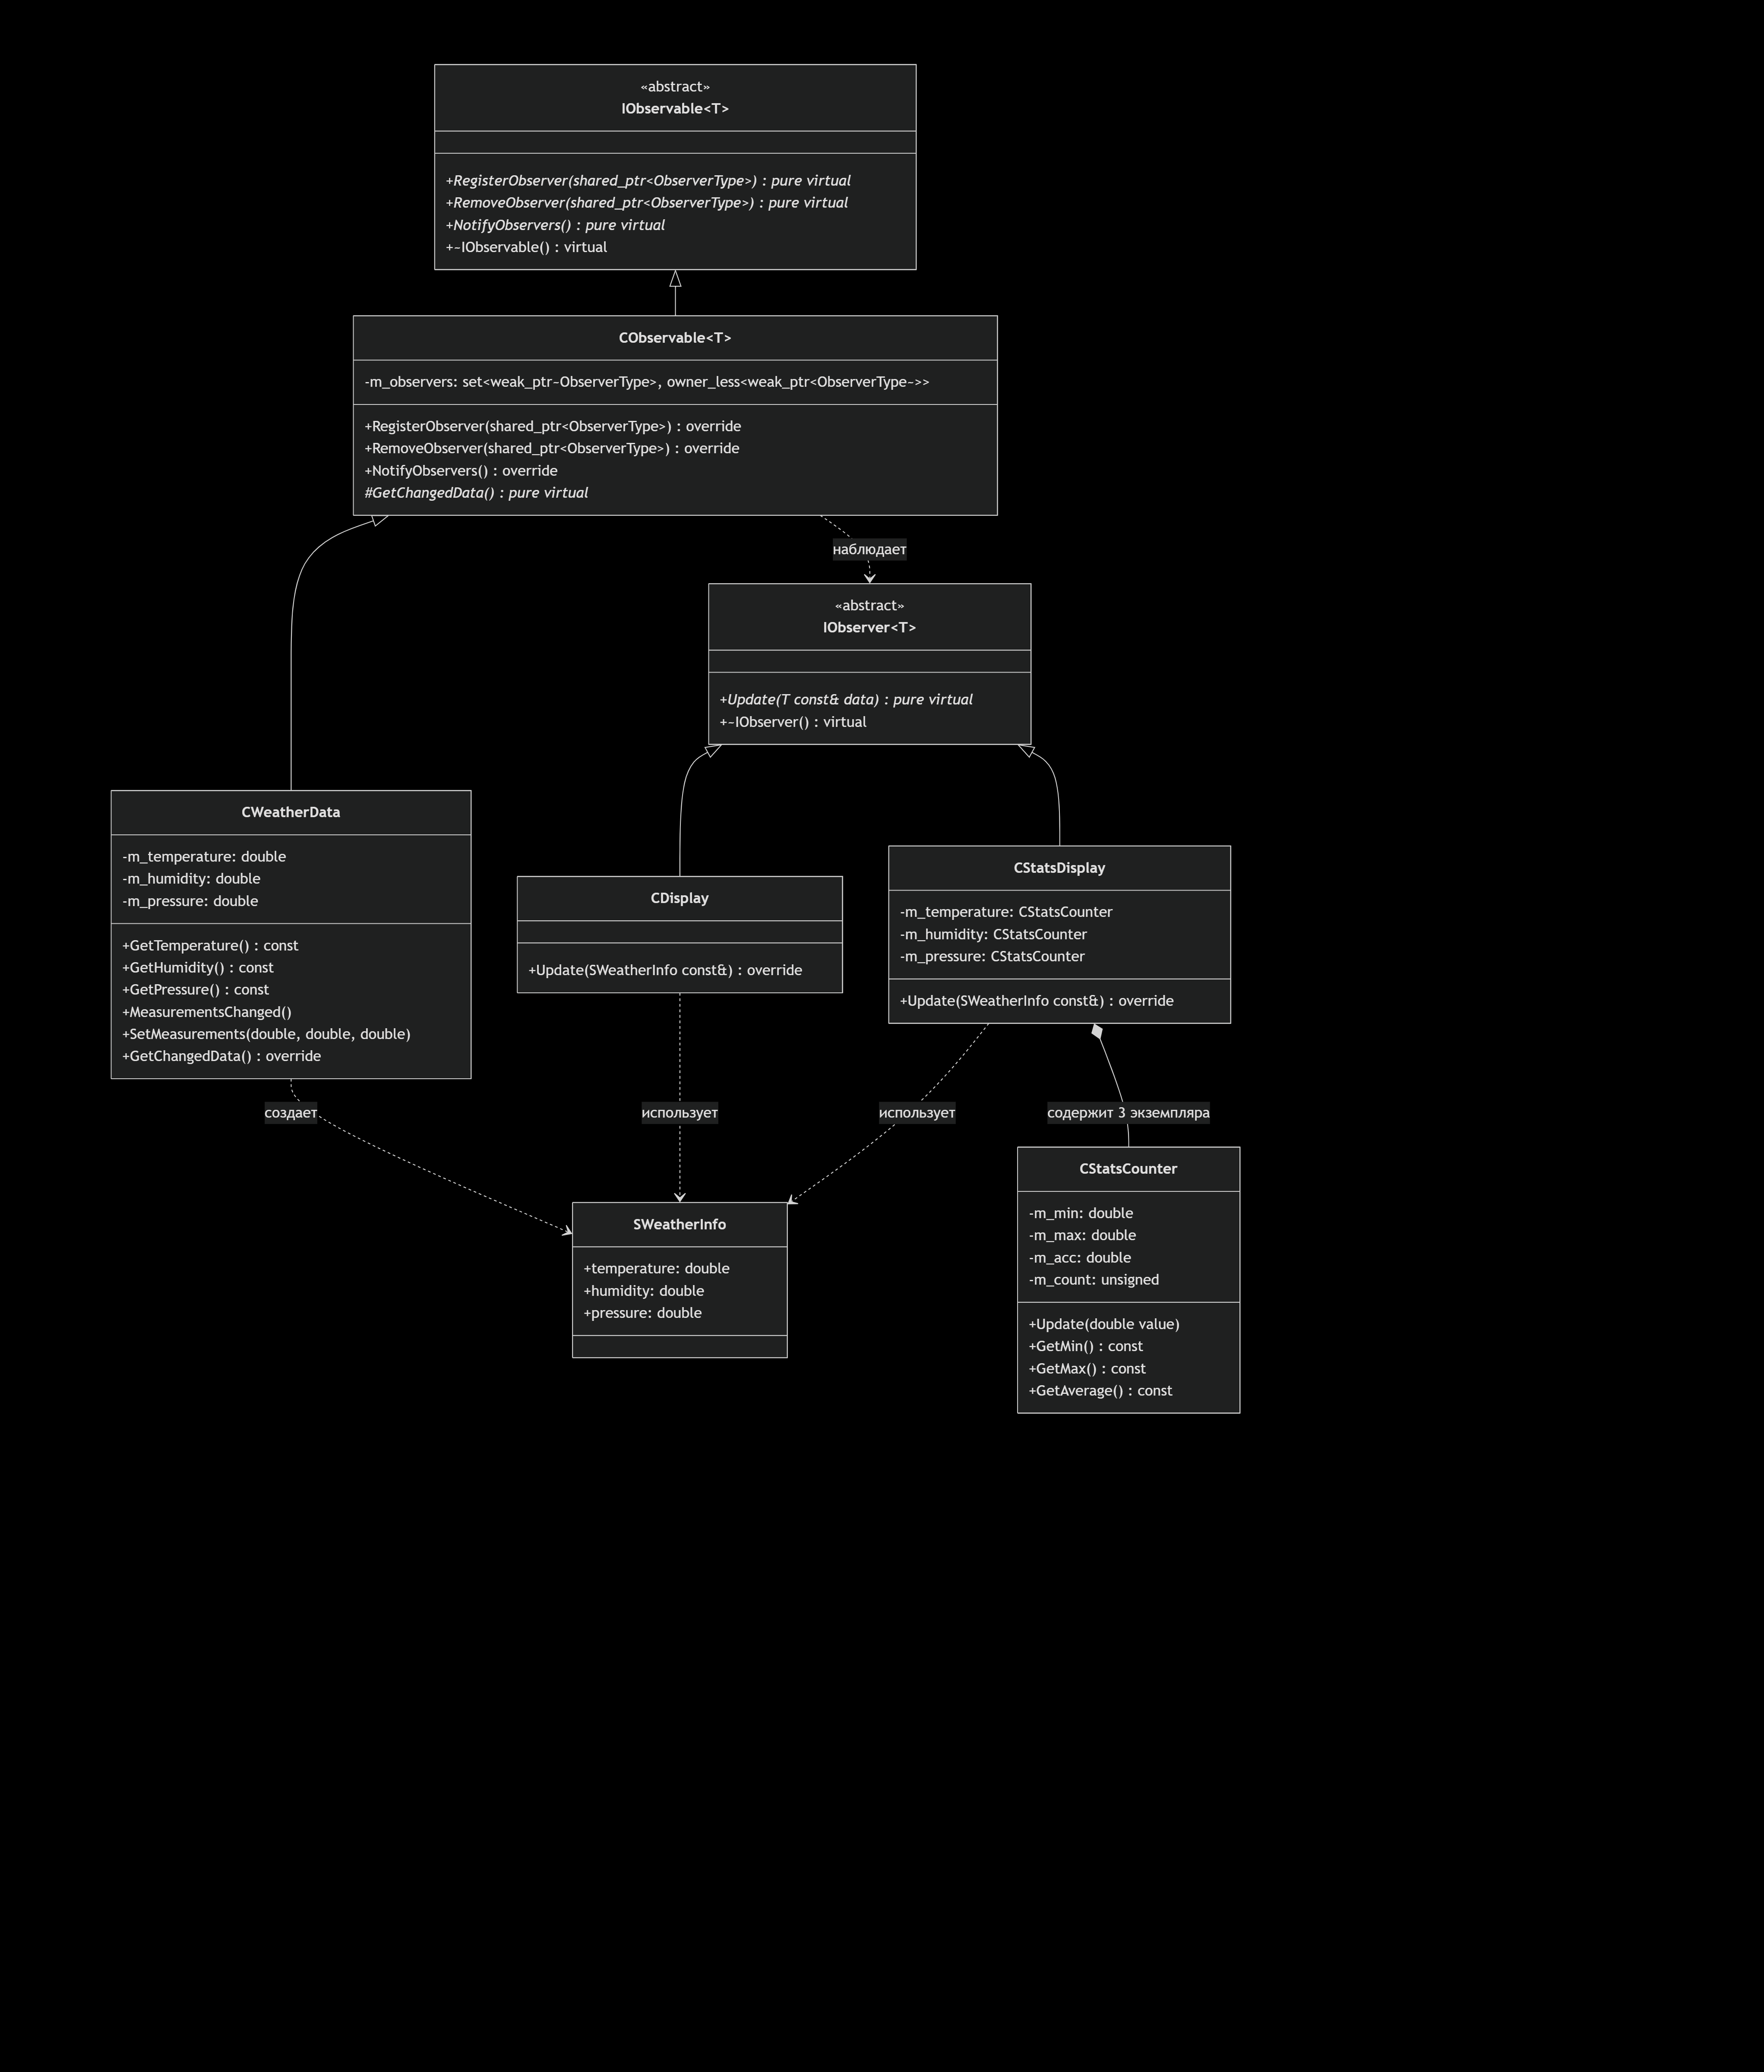 «abstract»
IObservable<T>
+RegisterObserver(shared_ptr<ObserverType>) : pure virtual
+RemoveObserver(shared_ptr<ObserverType>) : pure virtual
+NotifyObservers() : pure virtual
+~IObservable() : virtual
CObservable<T>
-m_observers: set<weak_ptr~ObserverType>, owner_less<weak_ptr<ObserverType~>>
+RegisterObserver(shared_ptr<ObserverType>) : override
+RemoveObserver(shared_ptr<ObserverType>) : override
+NotifyObservers() : override
#GetChangedData() : pure virtual
наблюдает
«abstract»
IObserver<T>
+Update(T const& data) : pure virtual
+~IObserver() : virtual
CWeatherData
-m_temperature: double
-m_humidity: double
-m_pressure: double
+GetTemperature() : const
+GetHumidity() : const
+GetPressure() : const
+MeasurementsChanged()
+SetMeasurements(double, double, double)
+GetChangedData() : override
CDisplay
+Update(SWeatherInfo const&) : override
CStatsDisplay
-m_temperature: CStatsCounter
-m_humidity: CStatsCounter
-m_pressure: CStatsCounter
+Update(SWeatherInfo const&) : override
создает
использует
использует
содержит 3 экземпляра
SWeatherInfo
+temperature: double
+humidity: double
+pressure: double
CStatsCounter
-m_min: double
-m_max: double
-m_acc: double
-m_count: unsigned
+Update(double value)
+GetMin() : const
+GetMax() : const
+GetAverage() : const